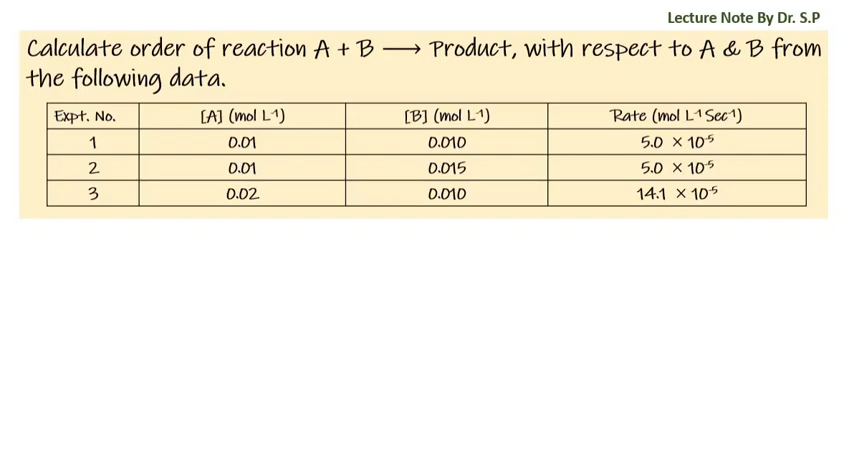 Lecture Note By Dr. S.P
Calculate order of reaction A + B ⟶ Product, with respect to A & B from
the following data.
Expt. No. [A] (mol L⁻¹) [B] (mol L⁻¹) Rate (mol L⁻¹ Sec⁻¹)
1 0.01 0.010 5.0 × 10⁻⁵
2 0.01 0.015 5.0 × 10⁻⁵
3 0.02 0.010 14.1 × 10⁻⁵